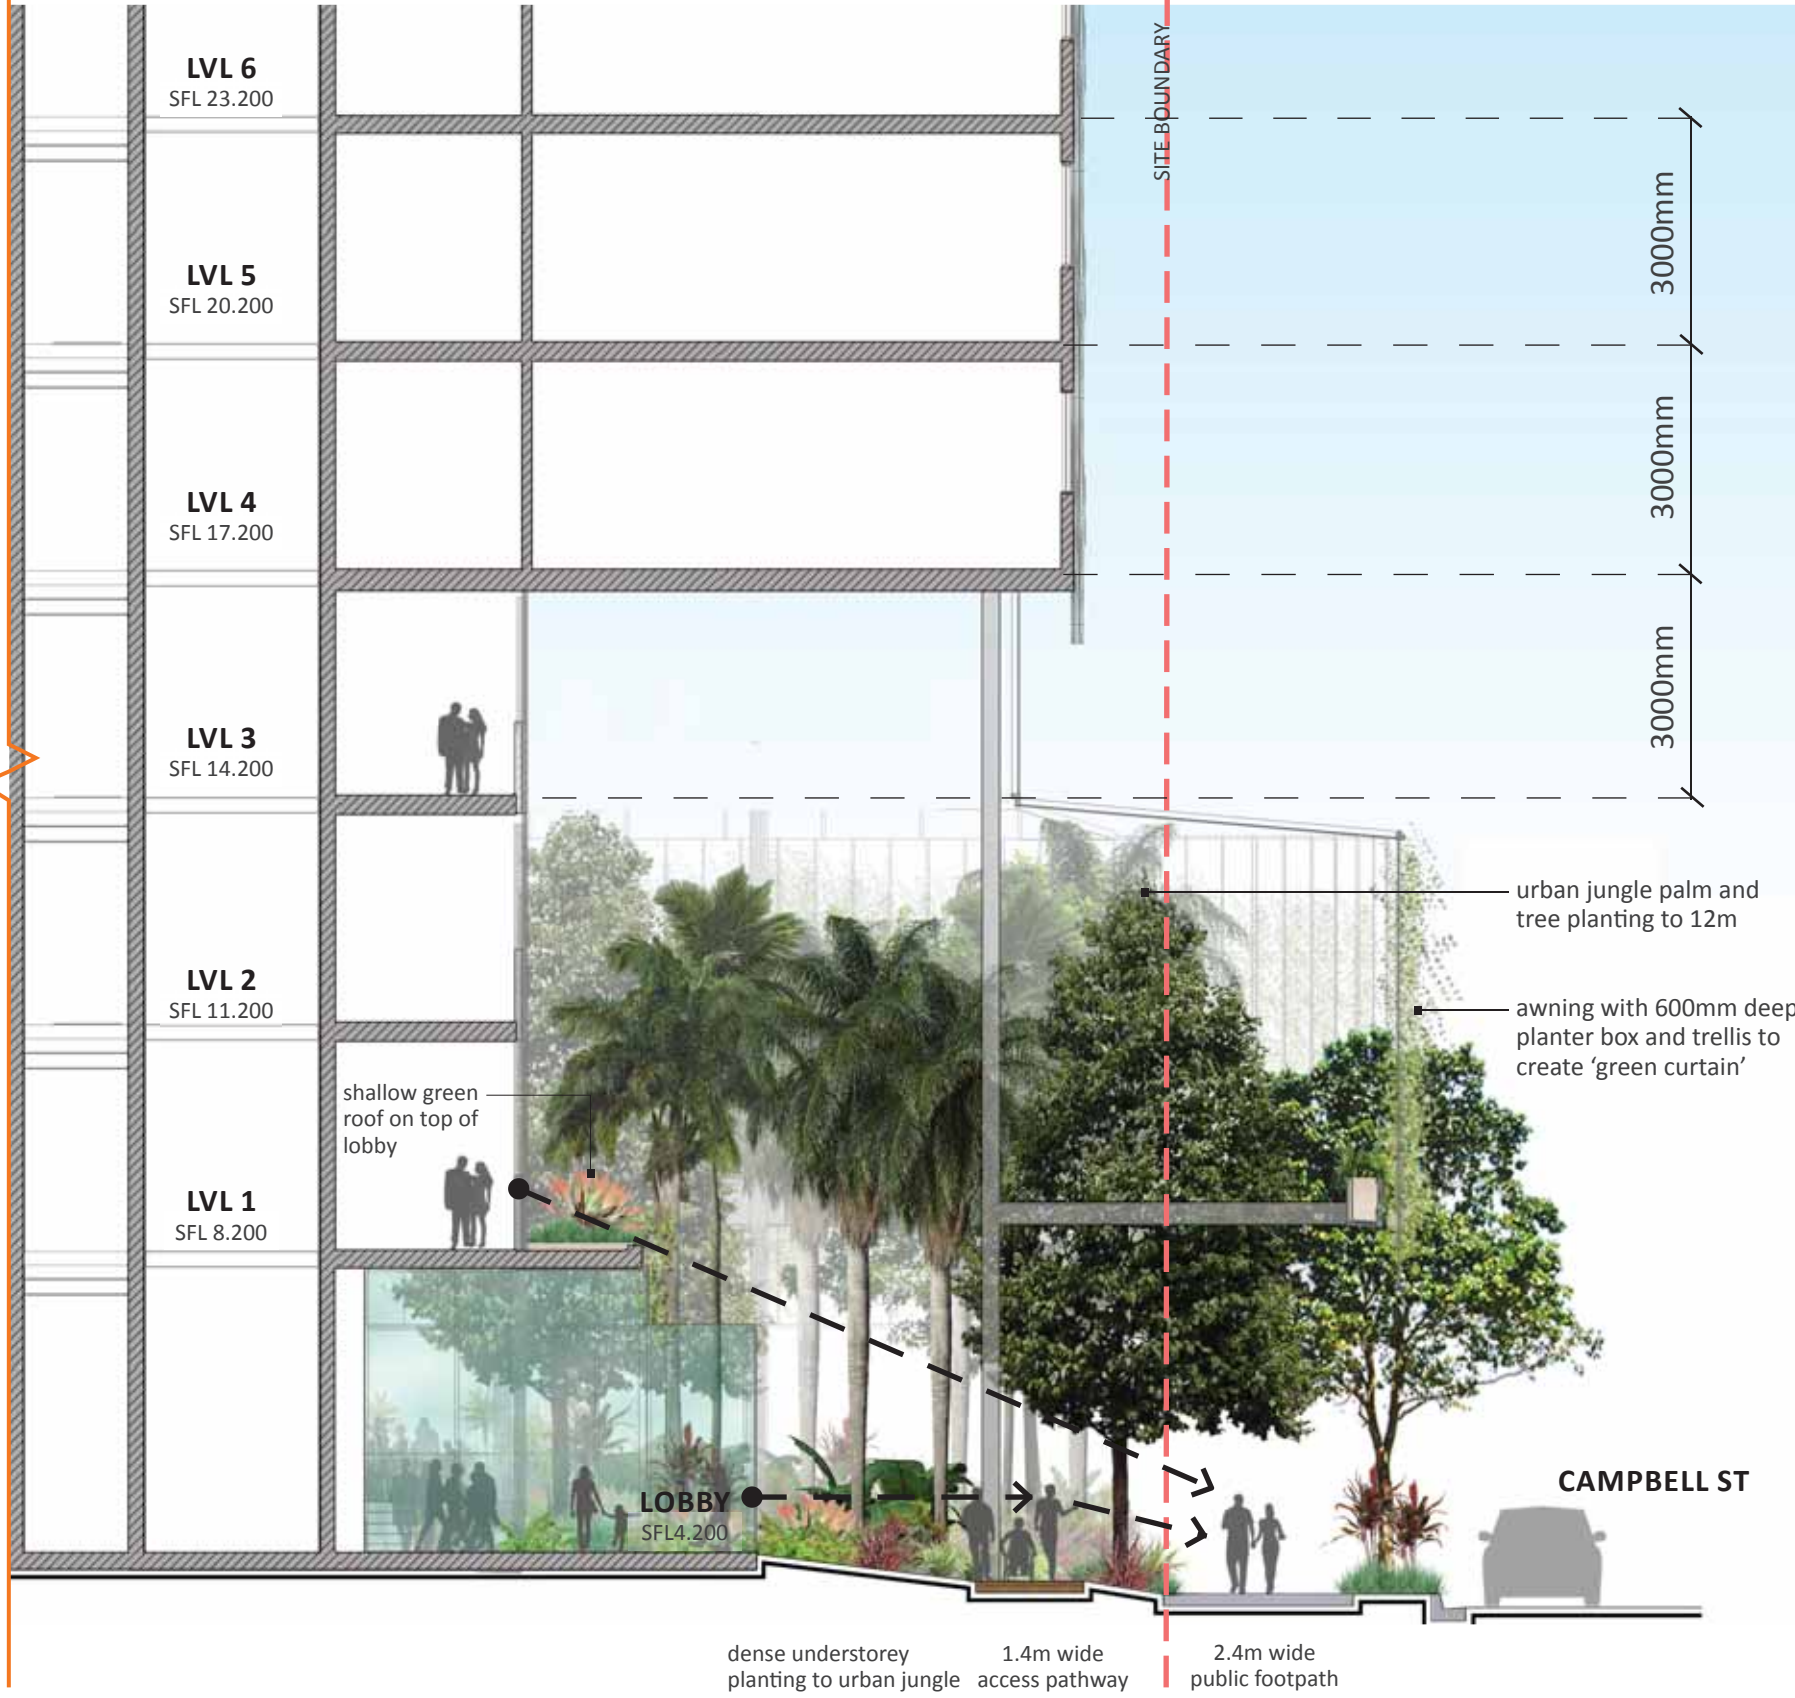 LVL 6
SFL 23.200
SITE BOUNDARY
3000mm
LVL 5
SFL 20.200
3000mm
LVL 4
SFL 17.200
3000mm
LVL 3
SFL 14.200
urban jungle palm and
tree planting to 12m
LVL 2
SFL 11.200
awning with 600mm deep
planter box and trellis to
create ‘green curtain’
shallow green
roof on top of
lobby
LVL 1
SFL 8.200
LOBBY
SFL4.200
CAMPBELL ST
dense understorey
planting to urban jungle
1.4m wide
access pathway
2.4m wide
public footpath